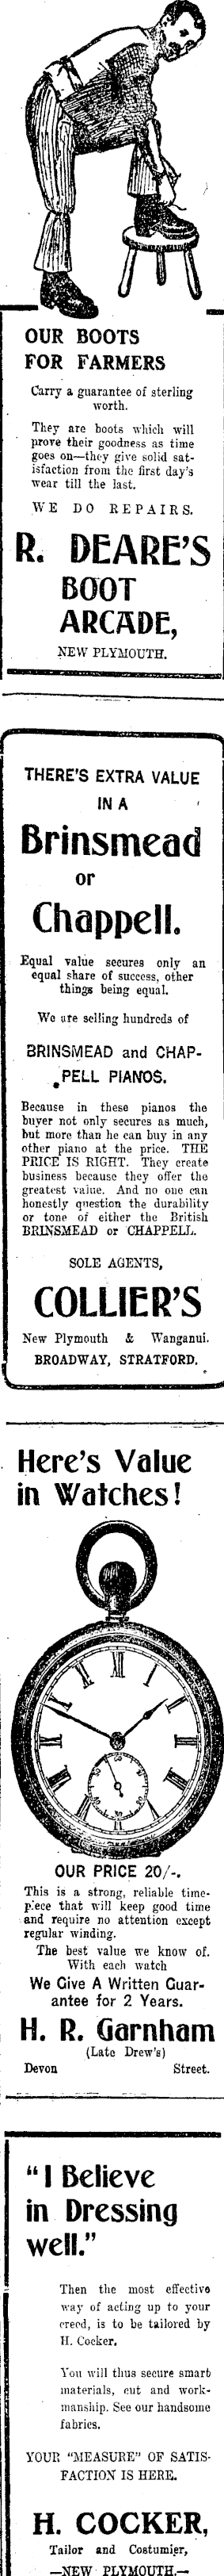 OUR BOOTS
FOR FARMERS
Carry a guarantee of sterling
worth.
They are boots which will
prove their goodness as time
goes on—they give solid sat-
isfaction from the first day's
wear till the last.
WE DO REPAIRS.
R. DEARE'S
BOOT
ARCADE,
NEW PLYMOUTH.
THERE'S EXTRA VALUE
IN A
Brinsmead
or
Chappell.
Equal value secures only an
equal share of success, other
things being equal.
We are selling hundreds of
BRINSMEAD and CHAP-
PELL PIANOS.
Because in these pianos the
buyer not only secures as much,
but more than he can buy in any
other piano at the price. THE
PRICE IS RIGHT. They create
business because they offer the
greatest value. And no one can
honestly question the durability
or tone of either the British
BRINSMEAD or CHAPPELL.
SOLE AGENTS,
COLLIER'S
New Plymouth & Wanganui.
BROADWAY, STRATFORD.
Here's Value
in Watches!
OUR PRICE 20/-.
This is a strong, reliable time-
piece that will keep good time
and require no attention except
regular winding.
The best value we know of.
With each watch
We Give A Written Guar-
antee for 2 Years.
H. R. Garnham
(Late Drew's)
Devon Street.
"I Believe
in Dressing
well."
Then the most effective
way of acting up to your
creed, is to be tailored by
H. Cocker.
You will thus secure smart
materials, cut and work-
manship. See our handsome
fabrics.
YOUR "MEASURE" OF SATIS-
FACTION IS HERE.
H. COCKER,
Tailor and Costumier,
—NEW PLYMOUTH.—